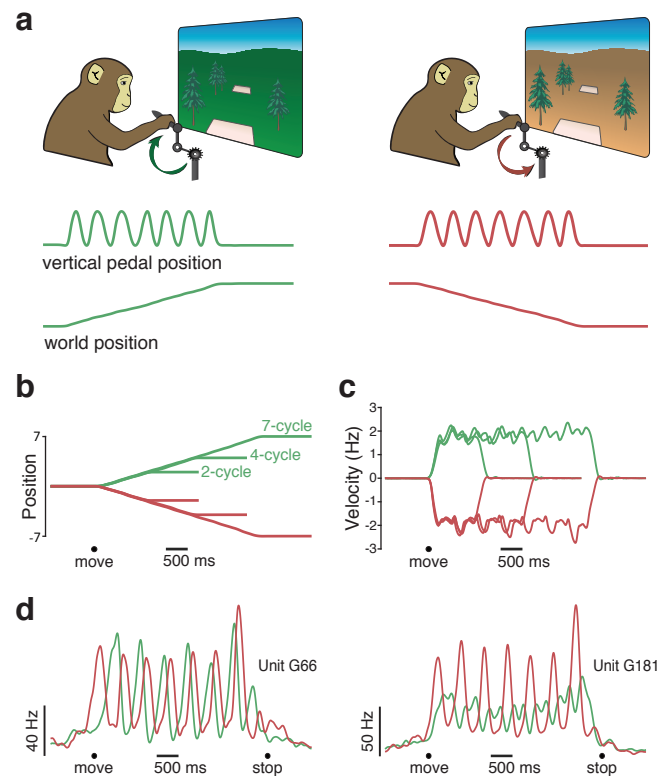 a
vertical pedal position
world position
b
c
7-cycle
4-cycle
2-cycle
7
-7
Position
move
500 ms
3
2
1
0
-1
-2
-3
Velocity (Hz)
move
500 ms
d
Unit G66
40 Hz
move
500 ms
stop
Unit G181
50 Hz
move
500 ms
stop